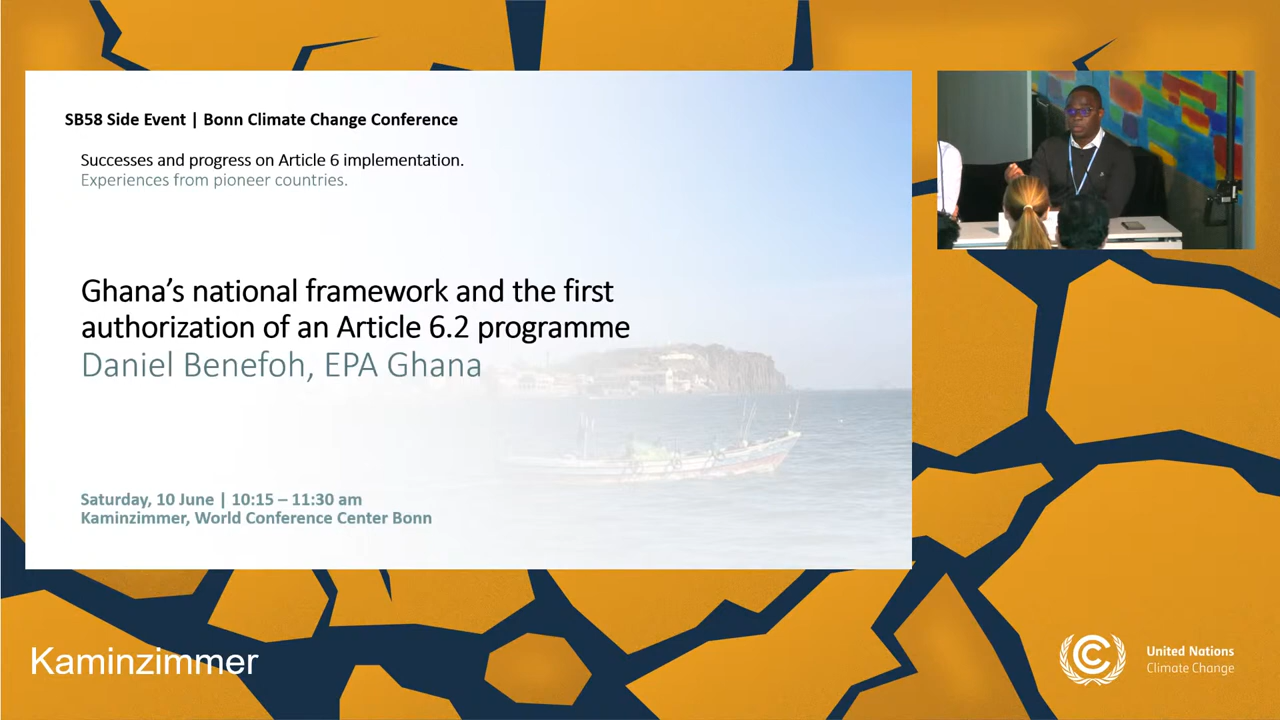 SB58 Side Event | Bonn Climate Change Conference
Successes and progress on Article 6 implementation.
Experiences from pioneer countries.
Ghana's national framework and the first
authorization of an Article 6.2 programme
Daniel Benefoh, EPA Ghana
Saturday, 10 June | 10:15 – 11:30 am
Kaminzimmer, World Conference Center Bonn
Kaminzimmer
United Nations
Climate Change